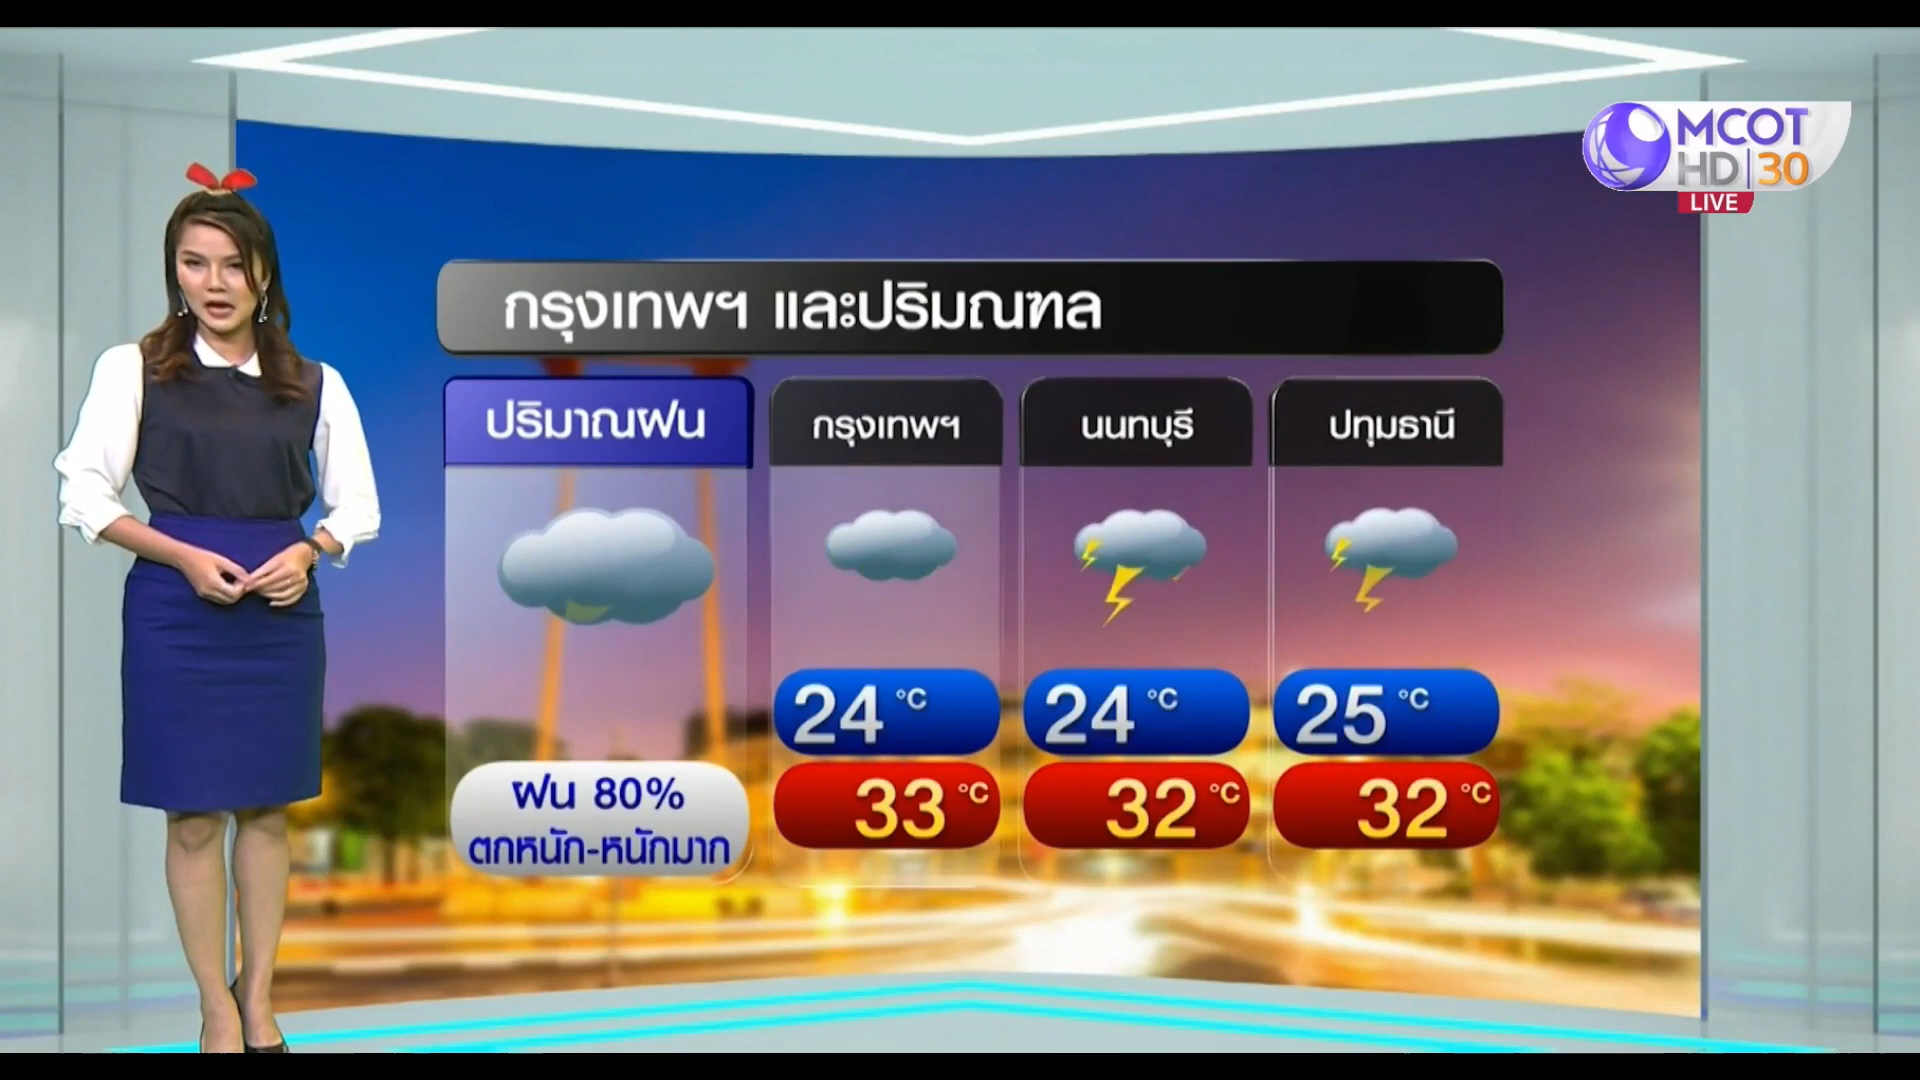 MCOT
HD 30
LIVE
กรุงเทพฯ และปริมณฑล
ปริมาณฝน
กรุงเทพฯ
นนทบุรี
ปทุมธานี
24 °C
24 °C
25 °C
33 °C
32 °C
32 °C
ฝน 80%
ตกหนัก-หนักมาก